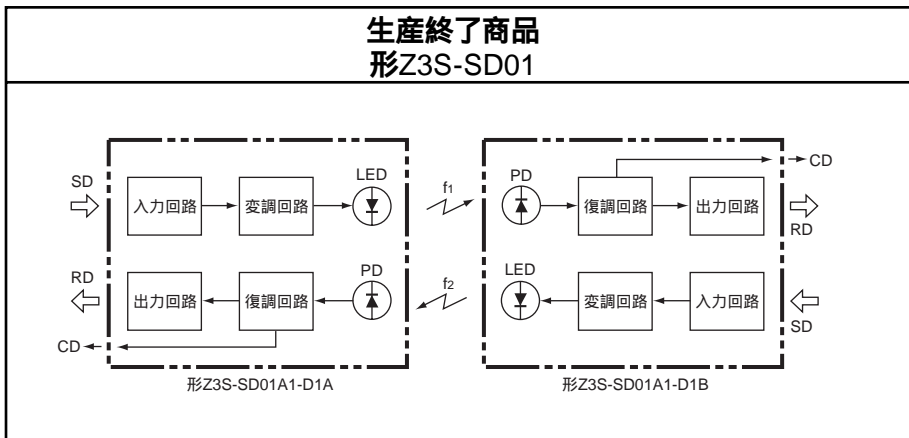 生産終了商品
形Z3S-SD01
SD
入力回路
変調回路
LED
f1
PD
復調回路
出力回路
CD
RD
RD
出力回路
復調回路
PD
f2
LED
変調回路
入力回路
SD
CD
形Z3S-SD01A1-D1A
形Z3S-SD01A1-D1B